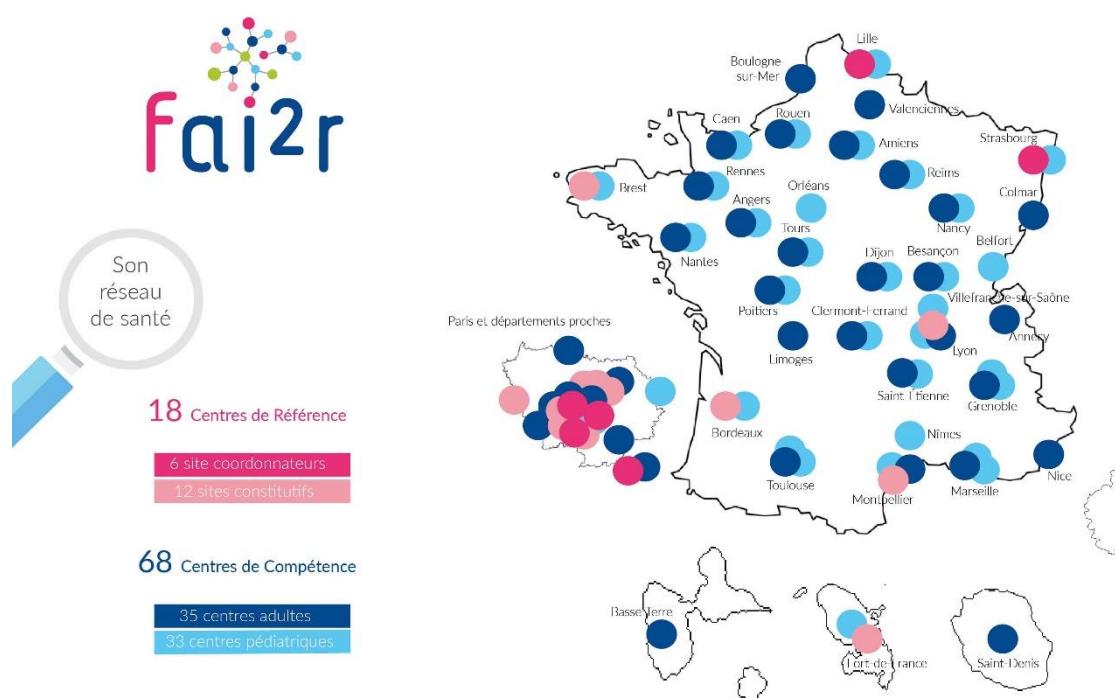 fai2r
Son
réseau
de santé
18 Centres de Référence
6 site coordonnateurs
12 sites constitutifs
68 Centres de Compétence
35 centres adultes
33 centres pédiatriques
Lille
Boulogne
sur-Mer
Valenciennes
Caen
Rouen
Amiens
Strasbourg
Reims
Rennes
Brest
Orléans
Colmar
Angers
Nancy
Tours
Nantes
Belfort
Dijon
Besançon
Villefranche-sur-Saône
Poitiers
Clermont-Ferrand
Annecy
Paris et départements proches
Limoges
Lyon
Saint-Étienne
Grenoble
Bordeaux
Nîmes
Toulouse
Montpellier
Marseille
Nice
Basse Terre
Fort-de-France
Saint-Denis